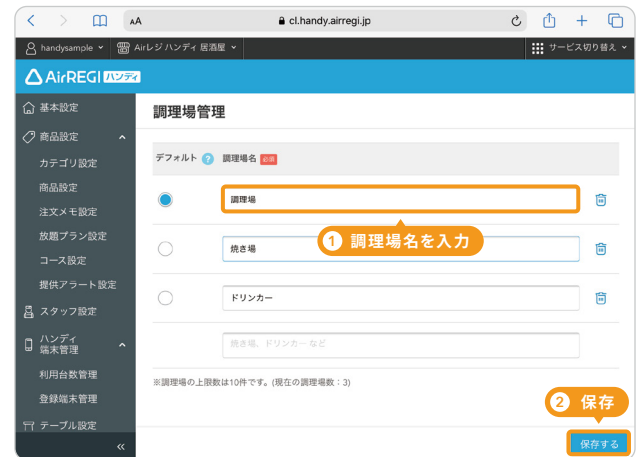 AA cl.handy.airregi.jp
handysample Airレジ ハンディ 居酒屋 サービス切り替え
AirREGI ハンディ
基本設定
商品設定
カテゴリ設定
商品設定
注文メモ設定
放題プラン設定
コース設定
提供アラート設定
スタッフ設定
ハンディ
端末管理
利用台数管理
登録端末管理
テーブル設定
«
調理場管理
デフォルト ? 調理場名 必須
調理場
1 調理場名を入力
焼き場
ドリンカー
焼き場、ドリンカー など
※調理場の上限数は10件です。(現在の調理場数：3)
2 保存
保存する